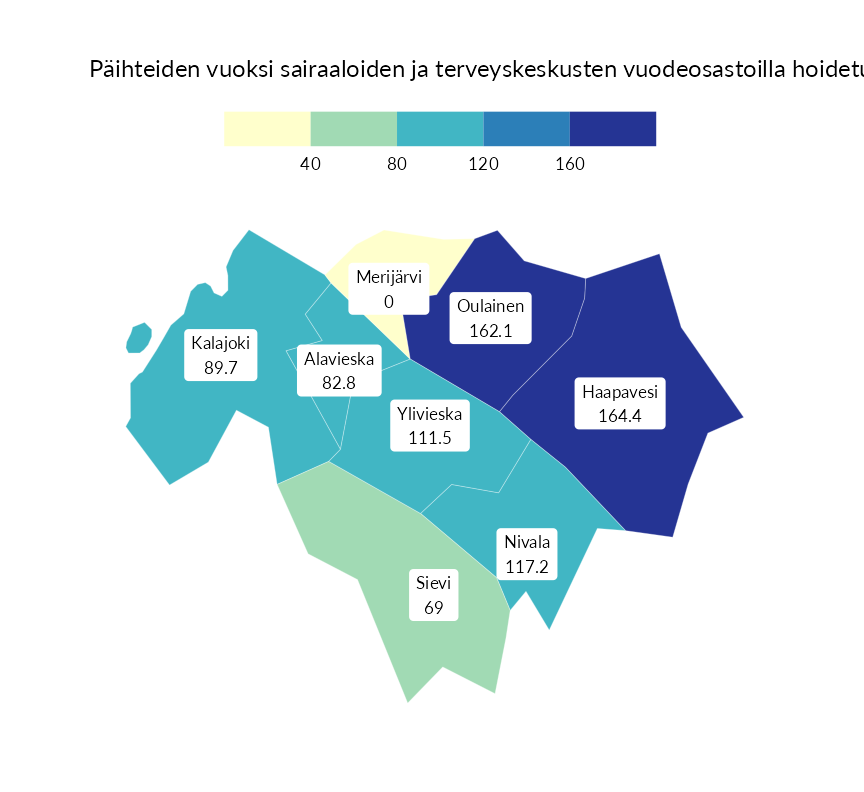 Päihteiden vuoksi sairaaloiden ja terveyskeskusten vuodeosastoilla
40 80 120 160
Merijärvi
0
Oulainen
162.1
Kalajoki
89.7
Alavieska
82.8
Haapavesi
164.4
Ylivieska
111.5
Nivala
117.2
Sievi
69